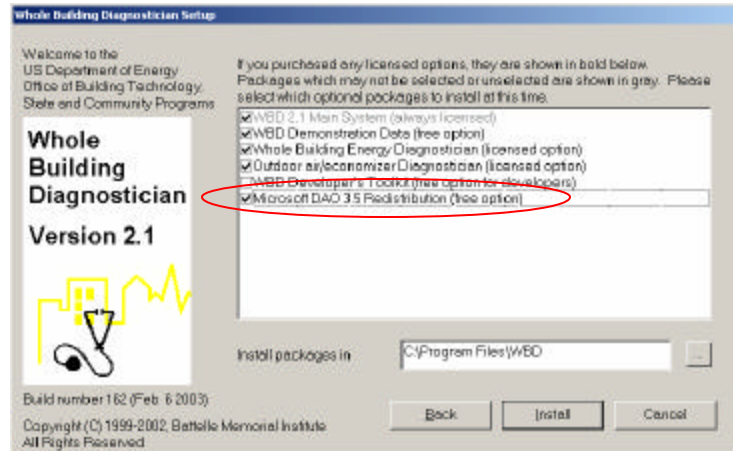 Whole Building Diagnostician Setup
Welcome to the
US Department of Energy
Office of Building Technology,
State and Community Programs
Whole
Building
Diagnostician
Version 2.1
Build number 162 (Feb 6 2003)
Copyright (C) 1999-2002, Battelle Memorial Institute
All Rights Reserved
If you purchased any licensed options, they are shown in bold below.
Packages which may not be selected or unselected are shown in gray. Please
select which optional packages to install at this time.
WBD 2.1 Main System (always licensed)
WBD Demonstration Data (free option)
Whole Building Energy Diagnostician (licensed option)
Outdoor air/economizer Diagnostician (licensed option)
WBD Developer's Toolkit (free option for developers)
Microsoft DAO 3.5 Redistribution (free option)
Install packages in
C:\Program Files\WBD
...
Back
Install
Cancel